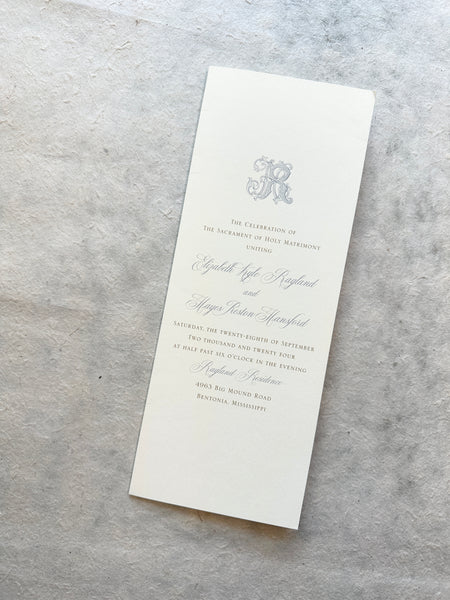 R
The Celebration of
The Sacrament of Holy Matrimony
uniting
Elizabeth Kyle Ragland
and
Mayes Preston Mansford
Saturday, the twenty-eighth of September
Two thousand and twenty four
at half past six o'clock in the evening
Ragland Residence
4963 Big Mound Road
Bentonia, Mississippi